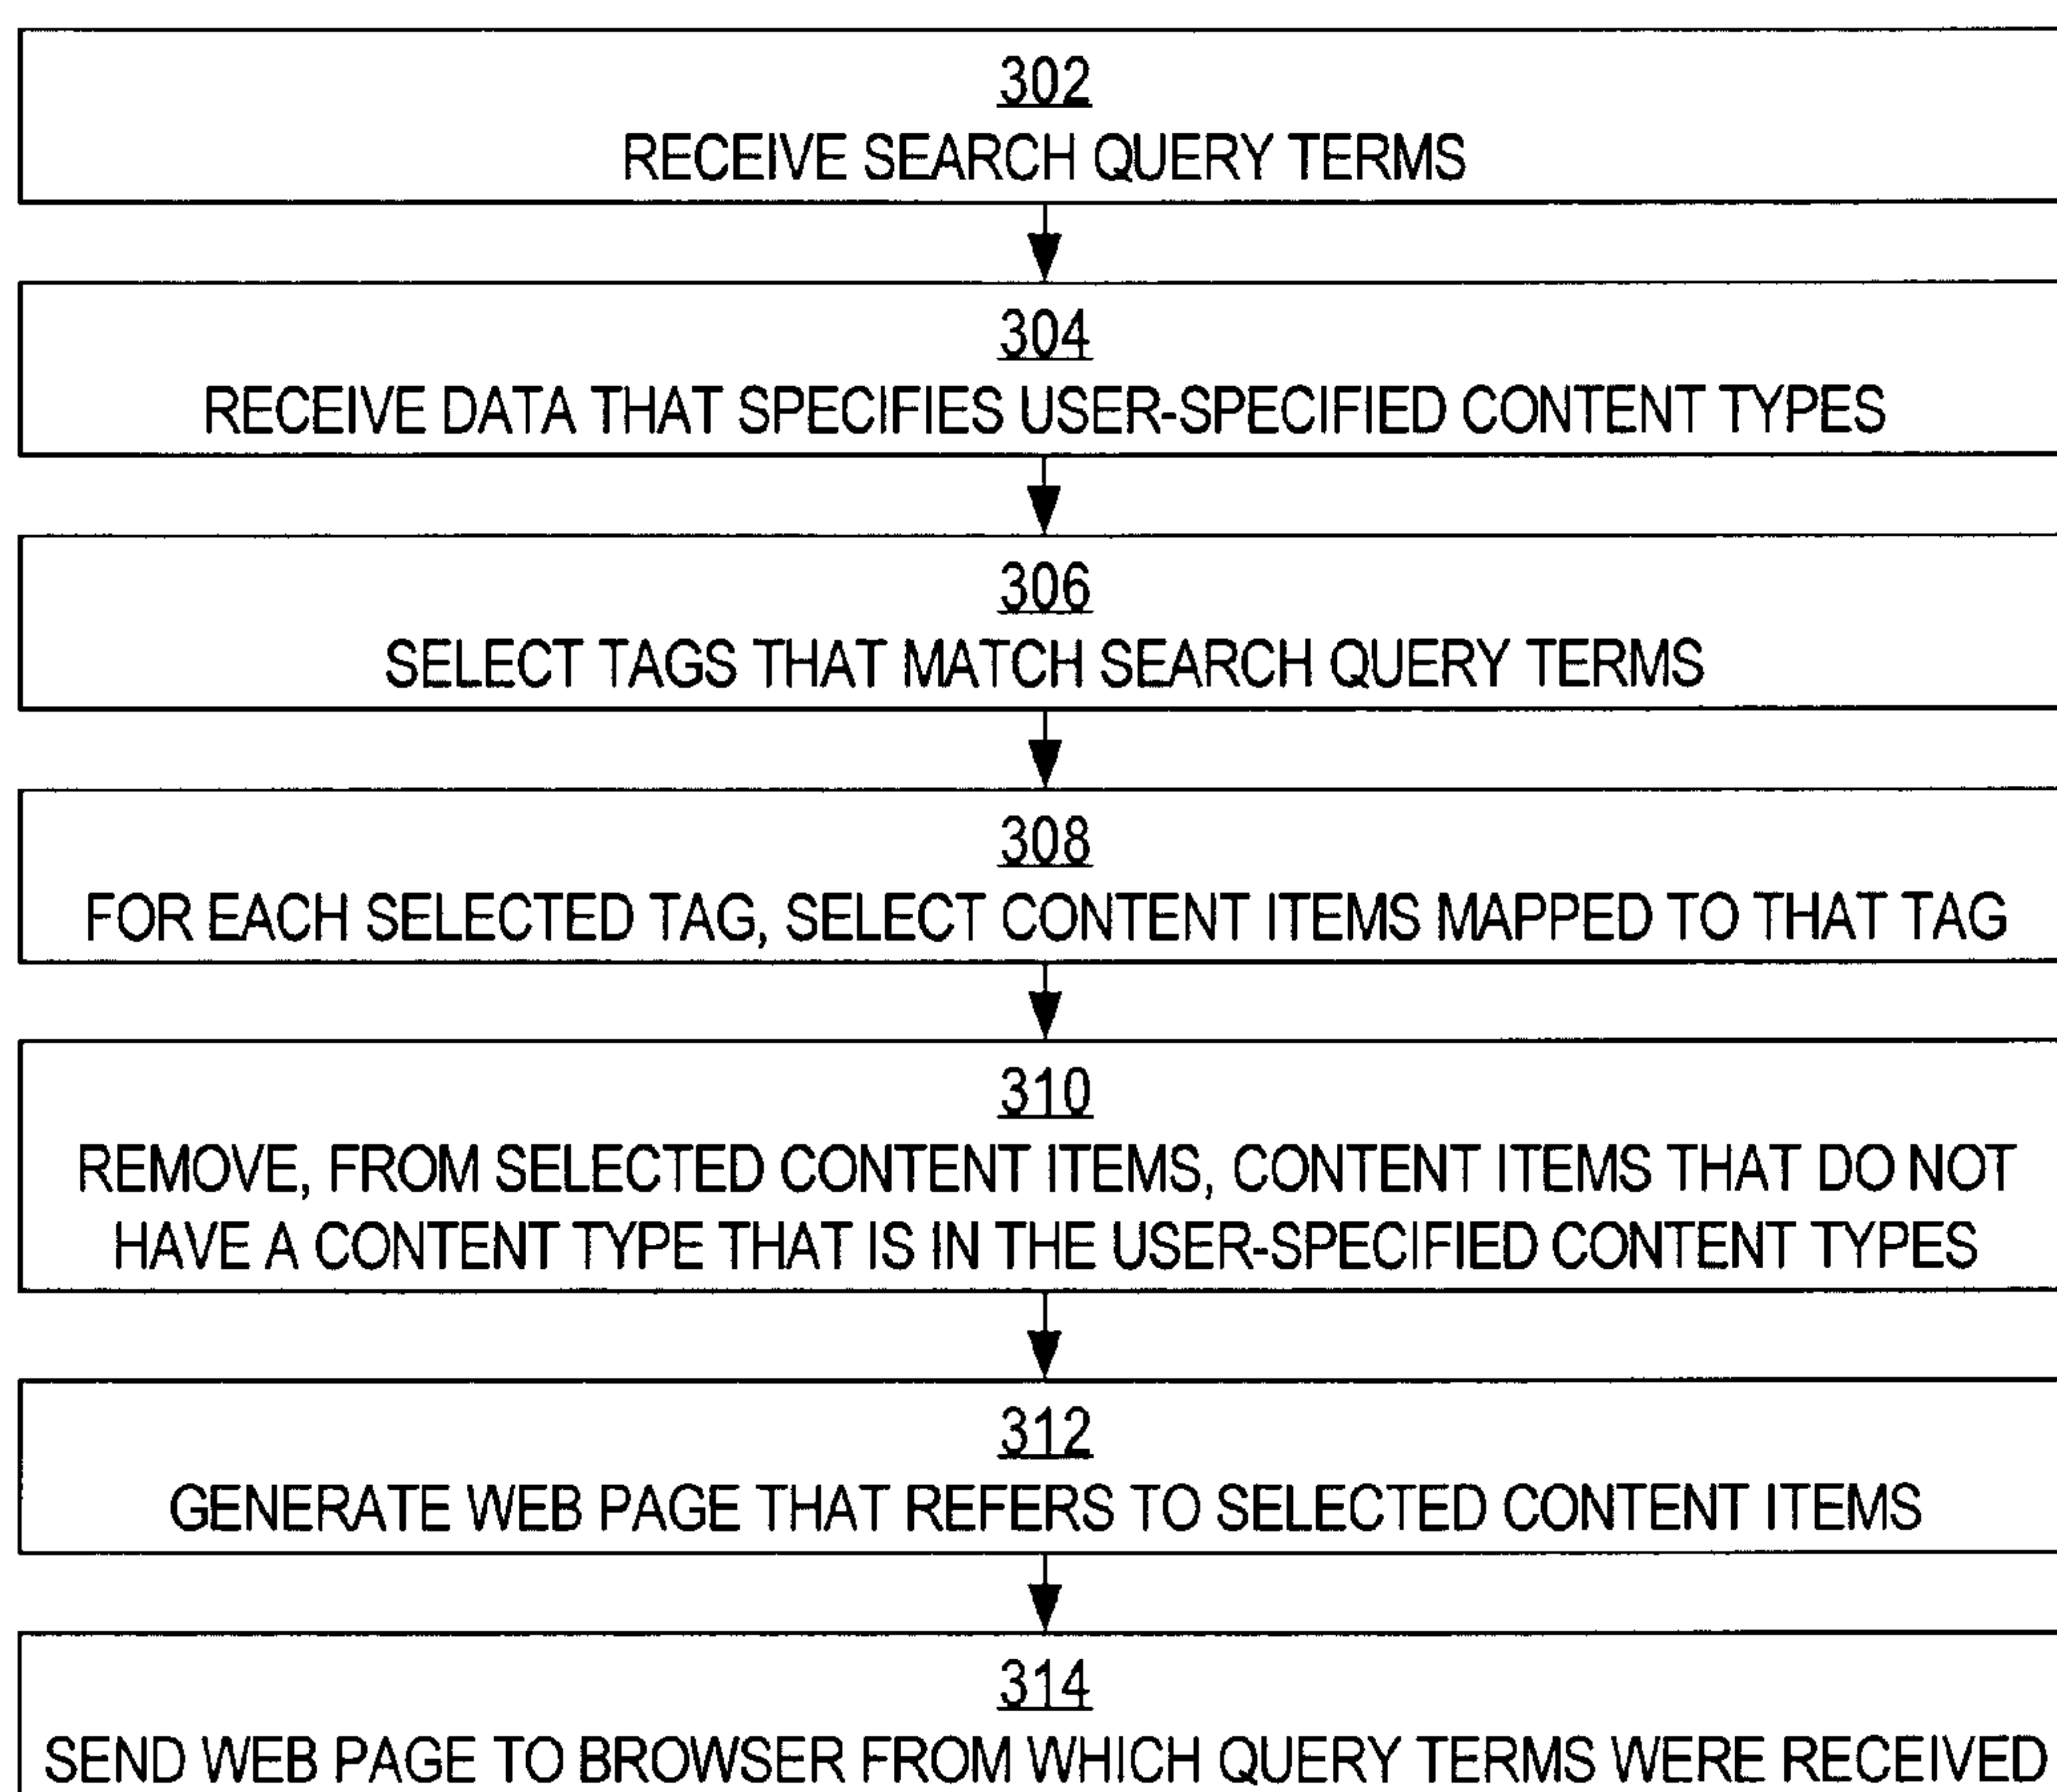 302
RECEIVE SEARCH QUERY TERMS
304
RECEIVE DATA THAT SPECIFIES USER-SPECIFIED CONTENT TYPES
306
SELECT TAGS THAT MATCH SEARCH QUERY TERMS
308
FOR EACH SELECTED TAG, SELECT CONTENT ITEMS MAPPED TO THAT TAG
310
REMOVE, FROM SELECTED CONTENT ITEMS, CONTENT ITEMS THAT DO NOT
HAVE A CONTENT TYPE THAT IS IN THE USER-SPECIFIED CONTENT TYPES
312
GENERATE WEB PAGE THAT REFERS TO SELECTED CONTENT ITEMS
314
SEND WEB PAGE TO BROWSER FROM WHICH QUERY TERMS WERE RECEIVED